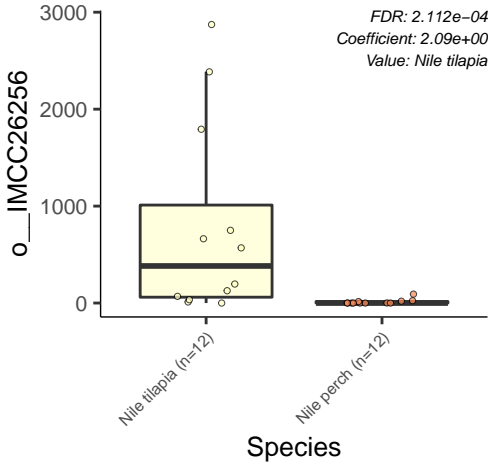 FDR: 2.112e−04
Coefficient: 2.09e+00
Value: Nile tilapia
o__IMCC26256
3000
2000
1000
0
Nile tilapia (n=12)
Nile perch (n=12)
Species